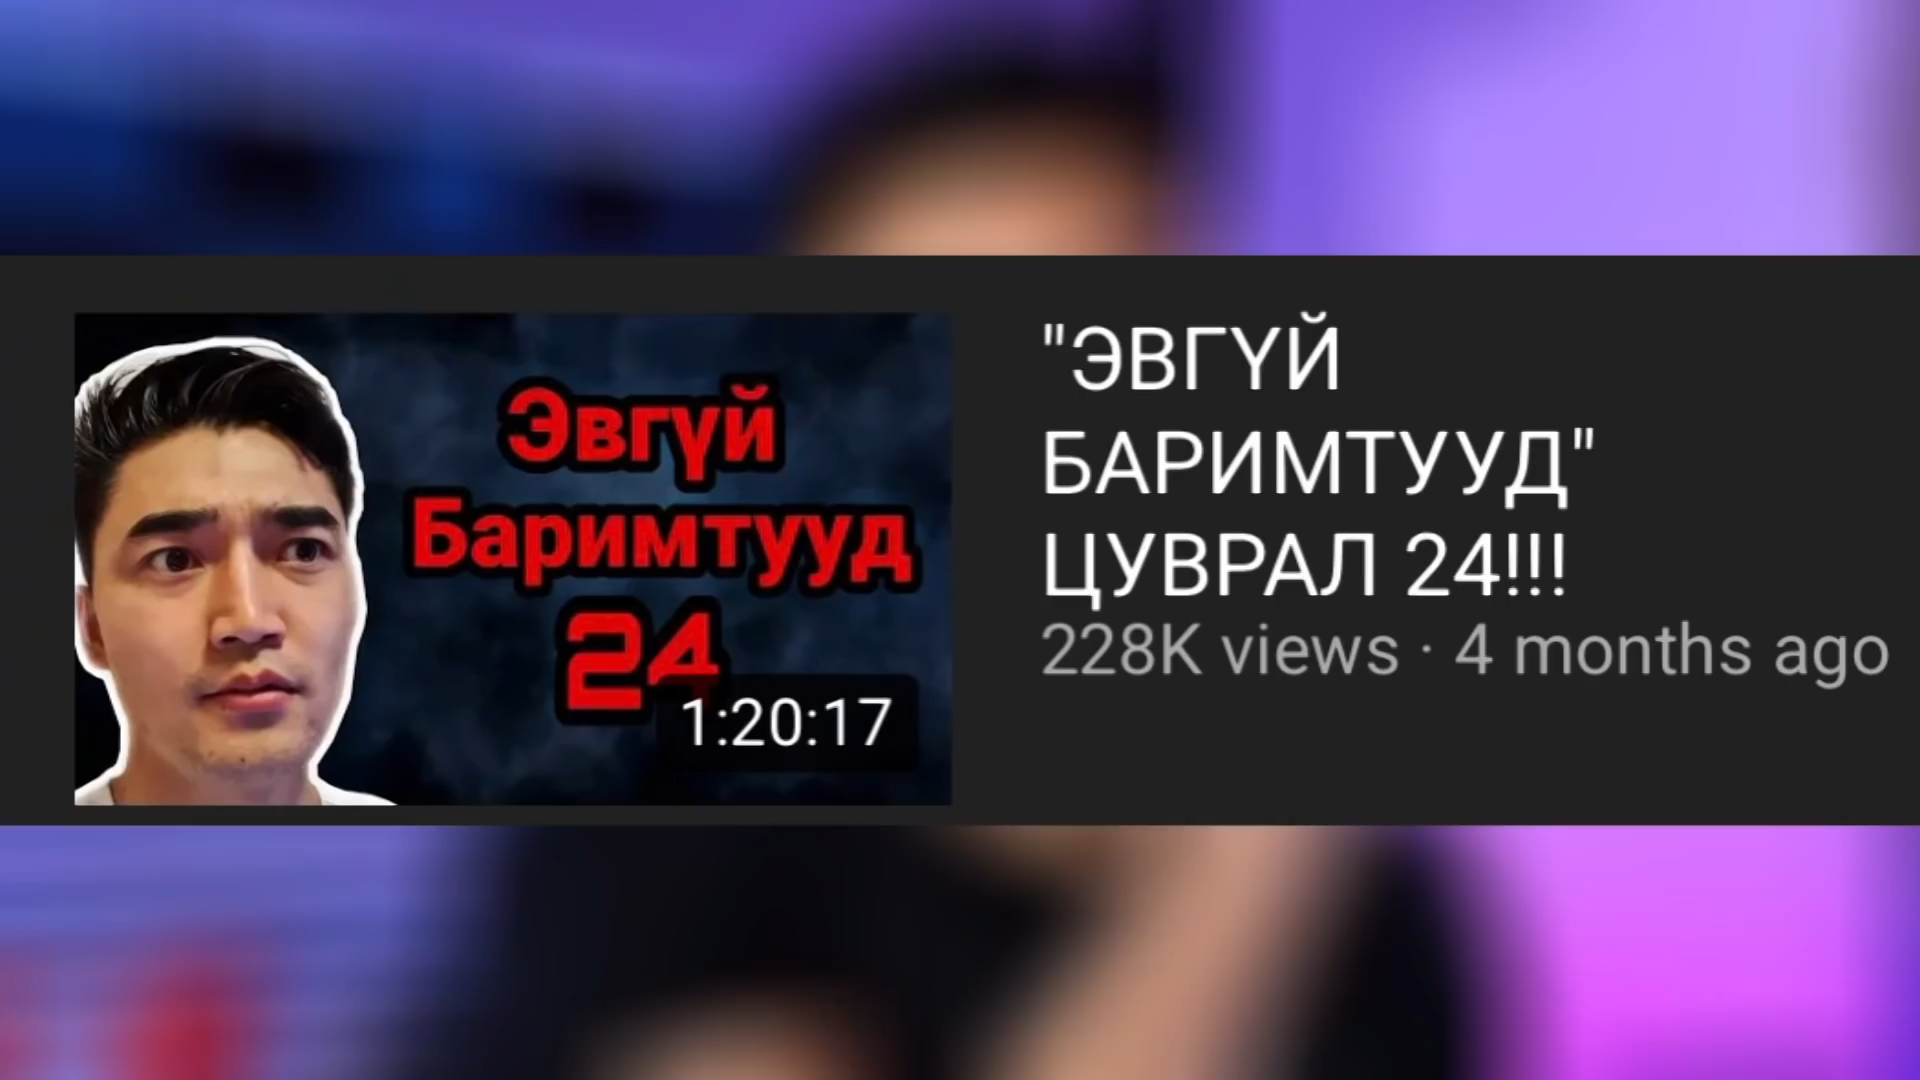 Эвгүй
Баримтууд
24
1:20:17
"ЭВГҮЙ
БАРИМТУУД"
ЦУВРАЛ 24!!!
228K views · 4 months ago